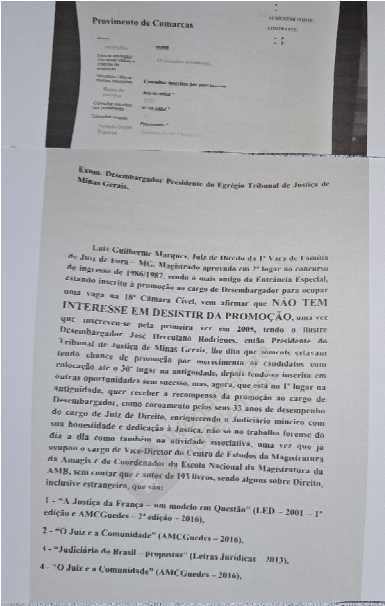 Provimento de Comarcas
AUMENTAR FONTE:
CONTRASTE:
Consultar inscritos por
Exmo. Desembargador Presidente do Egrégio Tribunal de Justiça de
Minas Gerais.
Luiz Guilherme Marques, Juiz de Direito da 1ª Vara de Família
de Juiz de Fora – MG, Magistrado aprovado em 2º lugar no concurso
de ingresso de 1986/1987, sendo o mais antigo da Entrância Especial,
estando inscrito à promoção ao cargo de Desembargador para ocupar
uma vaga na 18ª Câmara Cível, vem afirmar que NÃO TEM
INTERESSE EM DESISTIR DA PROMOÇÃO, uma vez
que inscreveu-se pela primeira vez em 2005, tendo o ilustre
Desembargador José Herculano Rodrigues, então Presidente do
Tribunal de Justiça de Minas Gerais, lhe dito que somente estavam
tendo chance de promoção por merecimento os candidatos com
colocação até o 30º lugar na antiguidade, depois tendo-se inscrito em
outras oportunidades sem sucesso, mas, agora, que está no 1º lugar na
antiguidade, quer receber a recompensa da promoção ao cargo de
Desembargador, como coroamento pelos seus 33 anos de desempenho
do cargo de Juiz de Direito, enriquecendo o Judiciário mineiro com
sua honestidade e dedicação à Justiça, não só no trabalho forense do
dia a dia como também na atividade associativa, uma vez que já
ocupou o cargo de Vice-Diretor do Centro de Estudos da Magistratura
da Amagis e de Coordenador da Escola Nacional da Magistratura da
AMB, sem contar que é autor de 193 livros, sendo alguns sobre Direito,
inclusive estrangeiro, que são:
1 - "A Justiça da França – um modelo em Questão" (LED – 2001 – 1ª
edição e AMCGuedes – 2ª edição – 2016),
2 – "O Juiz e a Comunidade" (AMCGuedes – 2016),
3 - "Judiciário do Brasil – propostas" (Letras Jurídicas – 2013),
4 - "O Juiz e a Comunidade" (AMCGuedes – 2016),